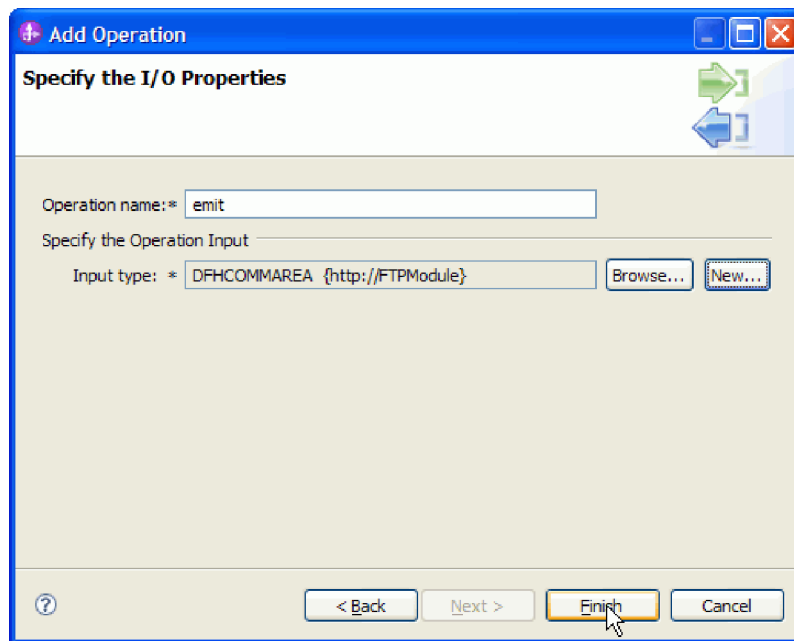 Add Operation
Specify the I/O Properties
Operation name:* emit
Specify the Operation Input
Input type: * DFHCOMMAREA {http://FTPModule} Browse... New...
? < Back Next > Finish Cancel